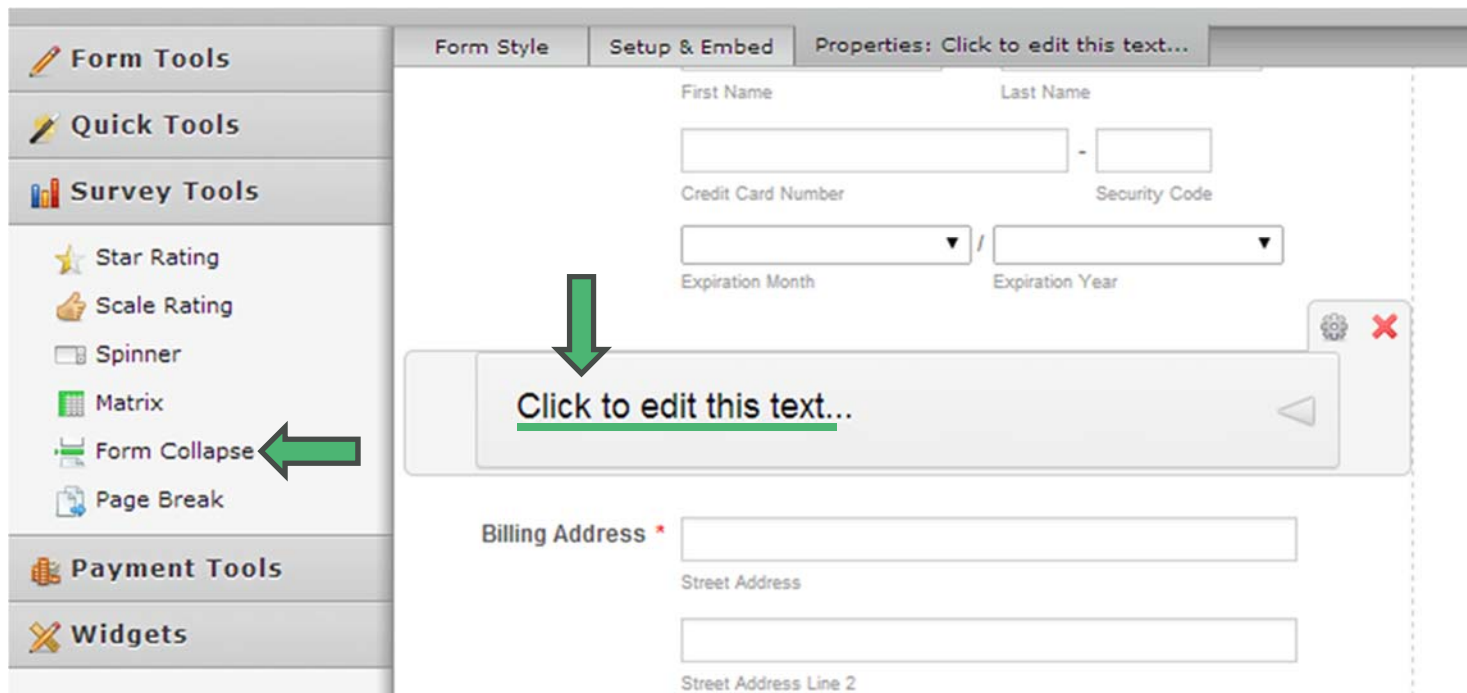 Form Tools
Quick Tools
Survey Tools
Star Rating
Scale Rating
Spinner
Matrix
Form Collapse
Page Break
Payment Tools
Widgets
Form Style Setup & Embed Properties: Click to edit this text...
First Name Last Name
-
Credit Card Number Security Code
/
Expiration Month Expiration Year
Click to edit this text...
Billing Address *
Street Address
Street Address Line 2